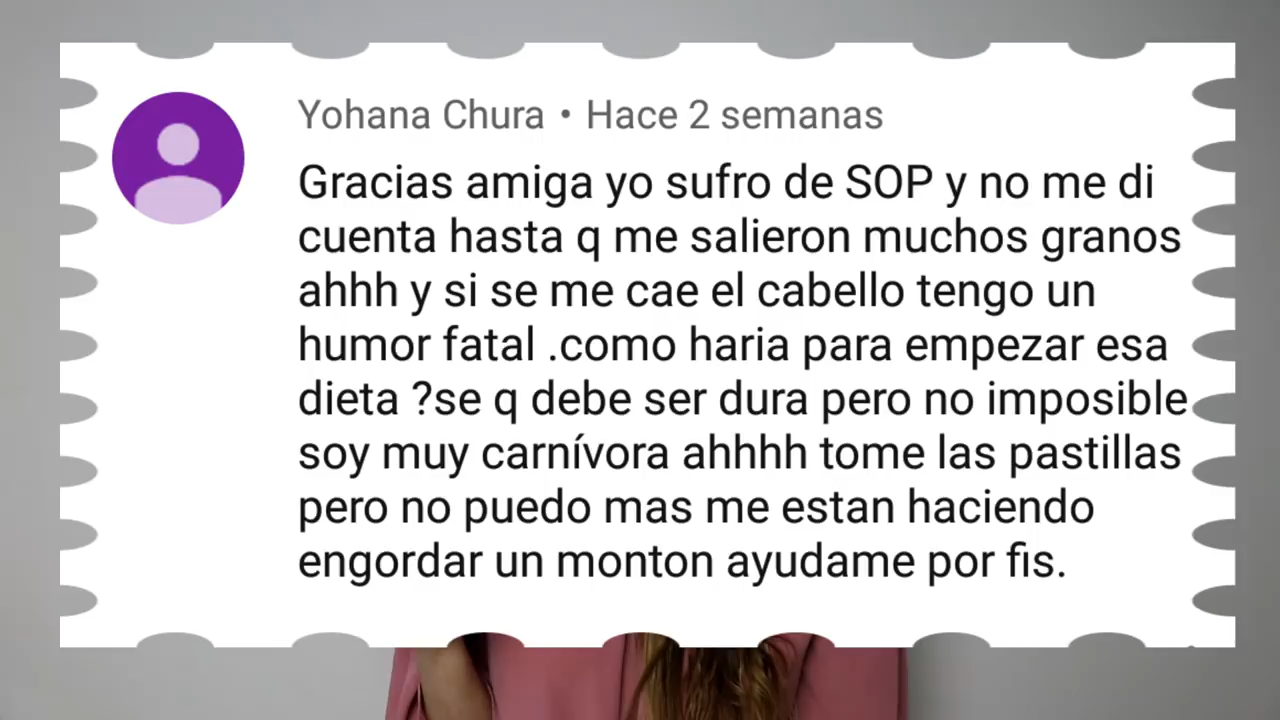 Yohana Chura • Hace 2 semanas
Gracias amiga yo sufro de SOP y no me di
cuenta hasta q me salieron muchos granos
ahhh y si se me cae el cabello tengo un
humor fatal .como haria para empezar esa
dieta ?se q debe ser dura pero no imposible
soy muy carnívora ahhhh tome las pastillas
pero no puedo mas me estan haciendo
engordar un monton ayudame por fis.